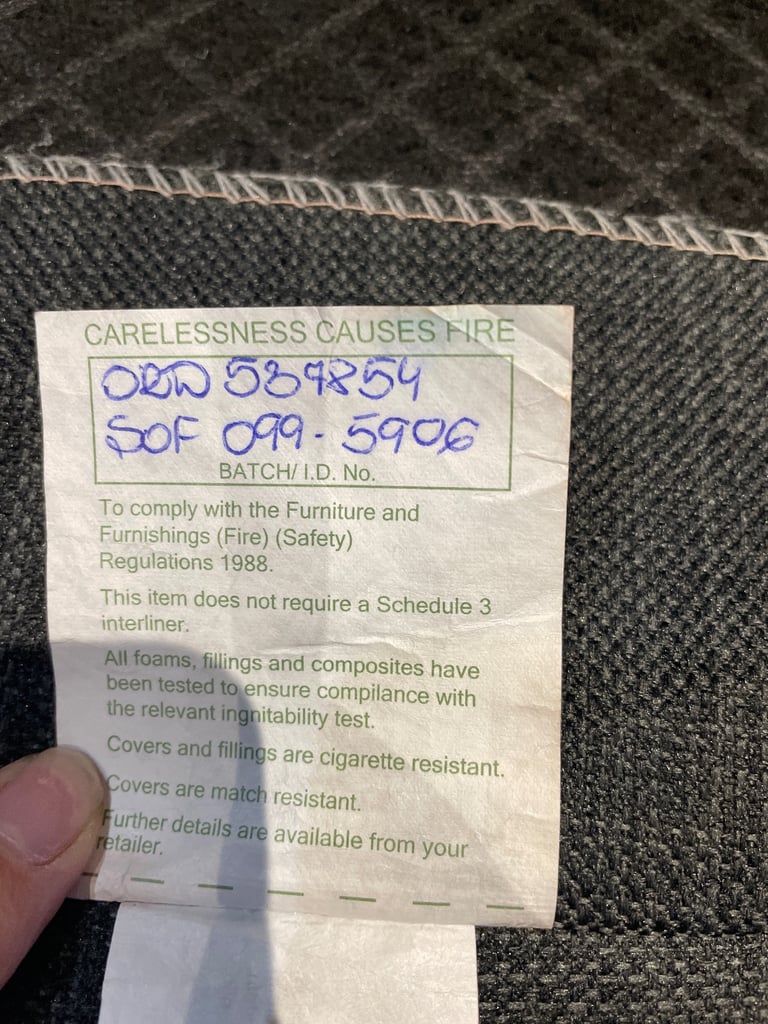 CARELESSNESS CAUSES FIRE
ORD 537854
SOF 099-5906
BATCH/ I.D. No.
To comply with the Furniture and
Furnishings (Fire) (Safety)
Regulations 1988.
This item does not require a Schedule 3
interliner.
All foams, fillings and composites have
been tested to ensure compilance with
the relevant ingnitability test.
Covers and fillings are cigarette resistant.
Covers are match resistant.
Further details are available from your
retailer.